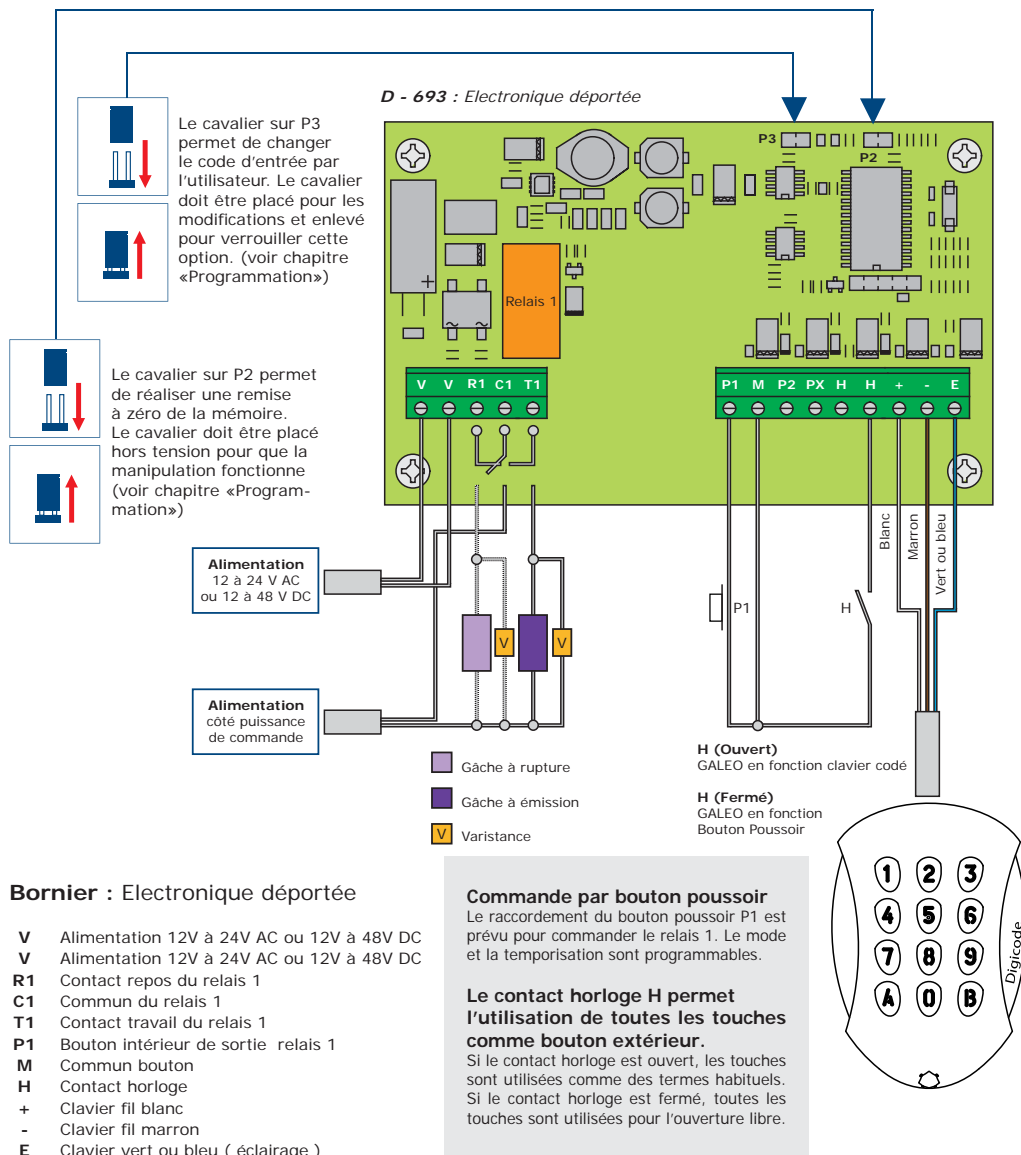 D - 693 : Electronique déportée
Le cavalier sur P3
permet de changer
le code d'entrée par
l'utilisateur. Le cavalier
doit être placé pour les
modifications et enlevé
pour verrouiller cette
option. (voir chapitre
«Programmation»)
Le cavalier sur P2 permet
de réaliser une remise
à zéro de la mémoire.
Le cavalier doit être placé
hors tension pour que la
manipulation fonctionne
(voir chapitre «Program-
mation»)
P3
P2
+
Relais 1
~ ~
V V R1 C1 T1
P1 M P2 PX H H + - E
Alimentation
12 à 24 V AC
ou 12 à 48 V DC
Alimentation
côté puissance
de commande
V
V
P1
H
Blanc
Marron
Vert ou bleu
Gâche à rupture
Gâche à émission
V Varistance
H (Ouvert)
GALEO en fonction clavier codé
H (Fermé)
GALEO en fonction
Bouton Poussoir
1 2 3
4 5 6
7 8 9
A 0 B
Digicode
Bornier : Electronique déportée
V Alimentation 12V à 24V AC ou 12V à 48V DC
V Alimentation 12V à 24V AC ou 12V à 48V DC
R1 Contact repos du relais 1
C1 Commun du relais 1
T1 Contact travail du relais 1
P1 Bouton intérieur de sortie relais 1
M Commun bouton
H Contact horloge
+ Clavier fil blanc
- Clavier fil marron
E Clavier vert ou bleu ( éclairage )
Commande par bouton poussoir
Le raccordement du bouton poussoir P1 est
prévu pour commander le relais 1. Le mode
et la temporisation sont programmables.
Le contact horloge H permet
l'utilisation de toutes les touches
comme bouton extérieur.
Si le contact horloge est ouvert, les touches
sont utilisées comme des termes habituels.
Si le contact horloge est fermé, toutes les
touches sont utilisées pour l'ouverture libre.